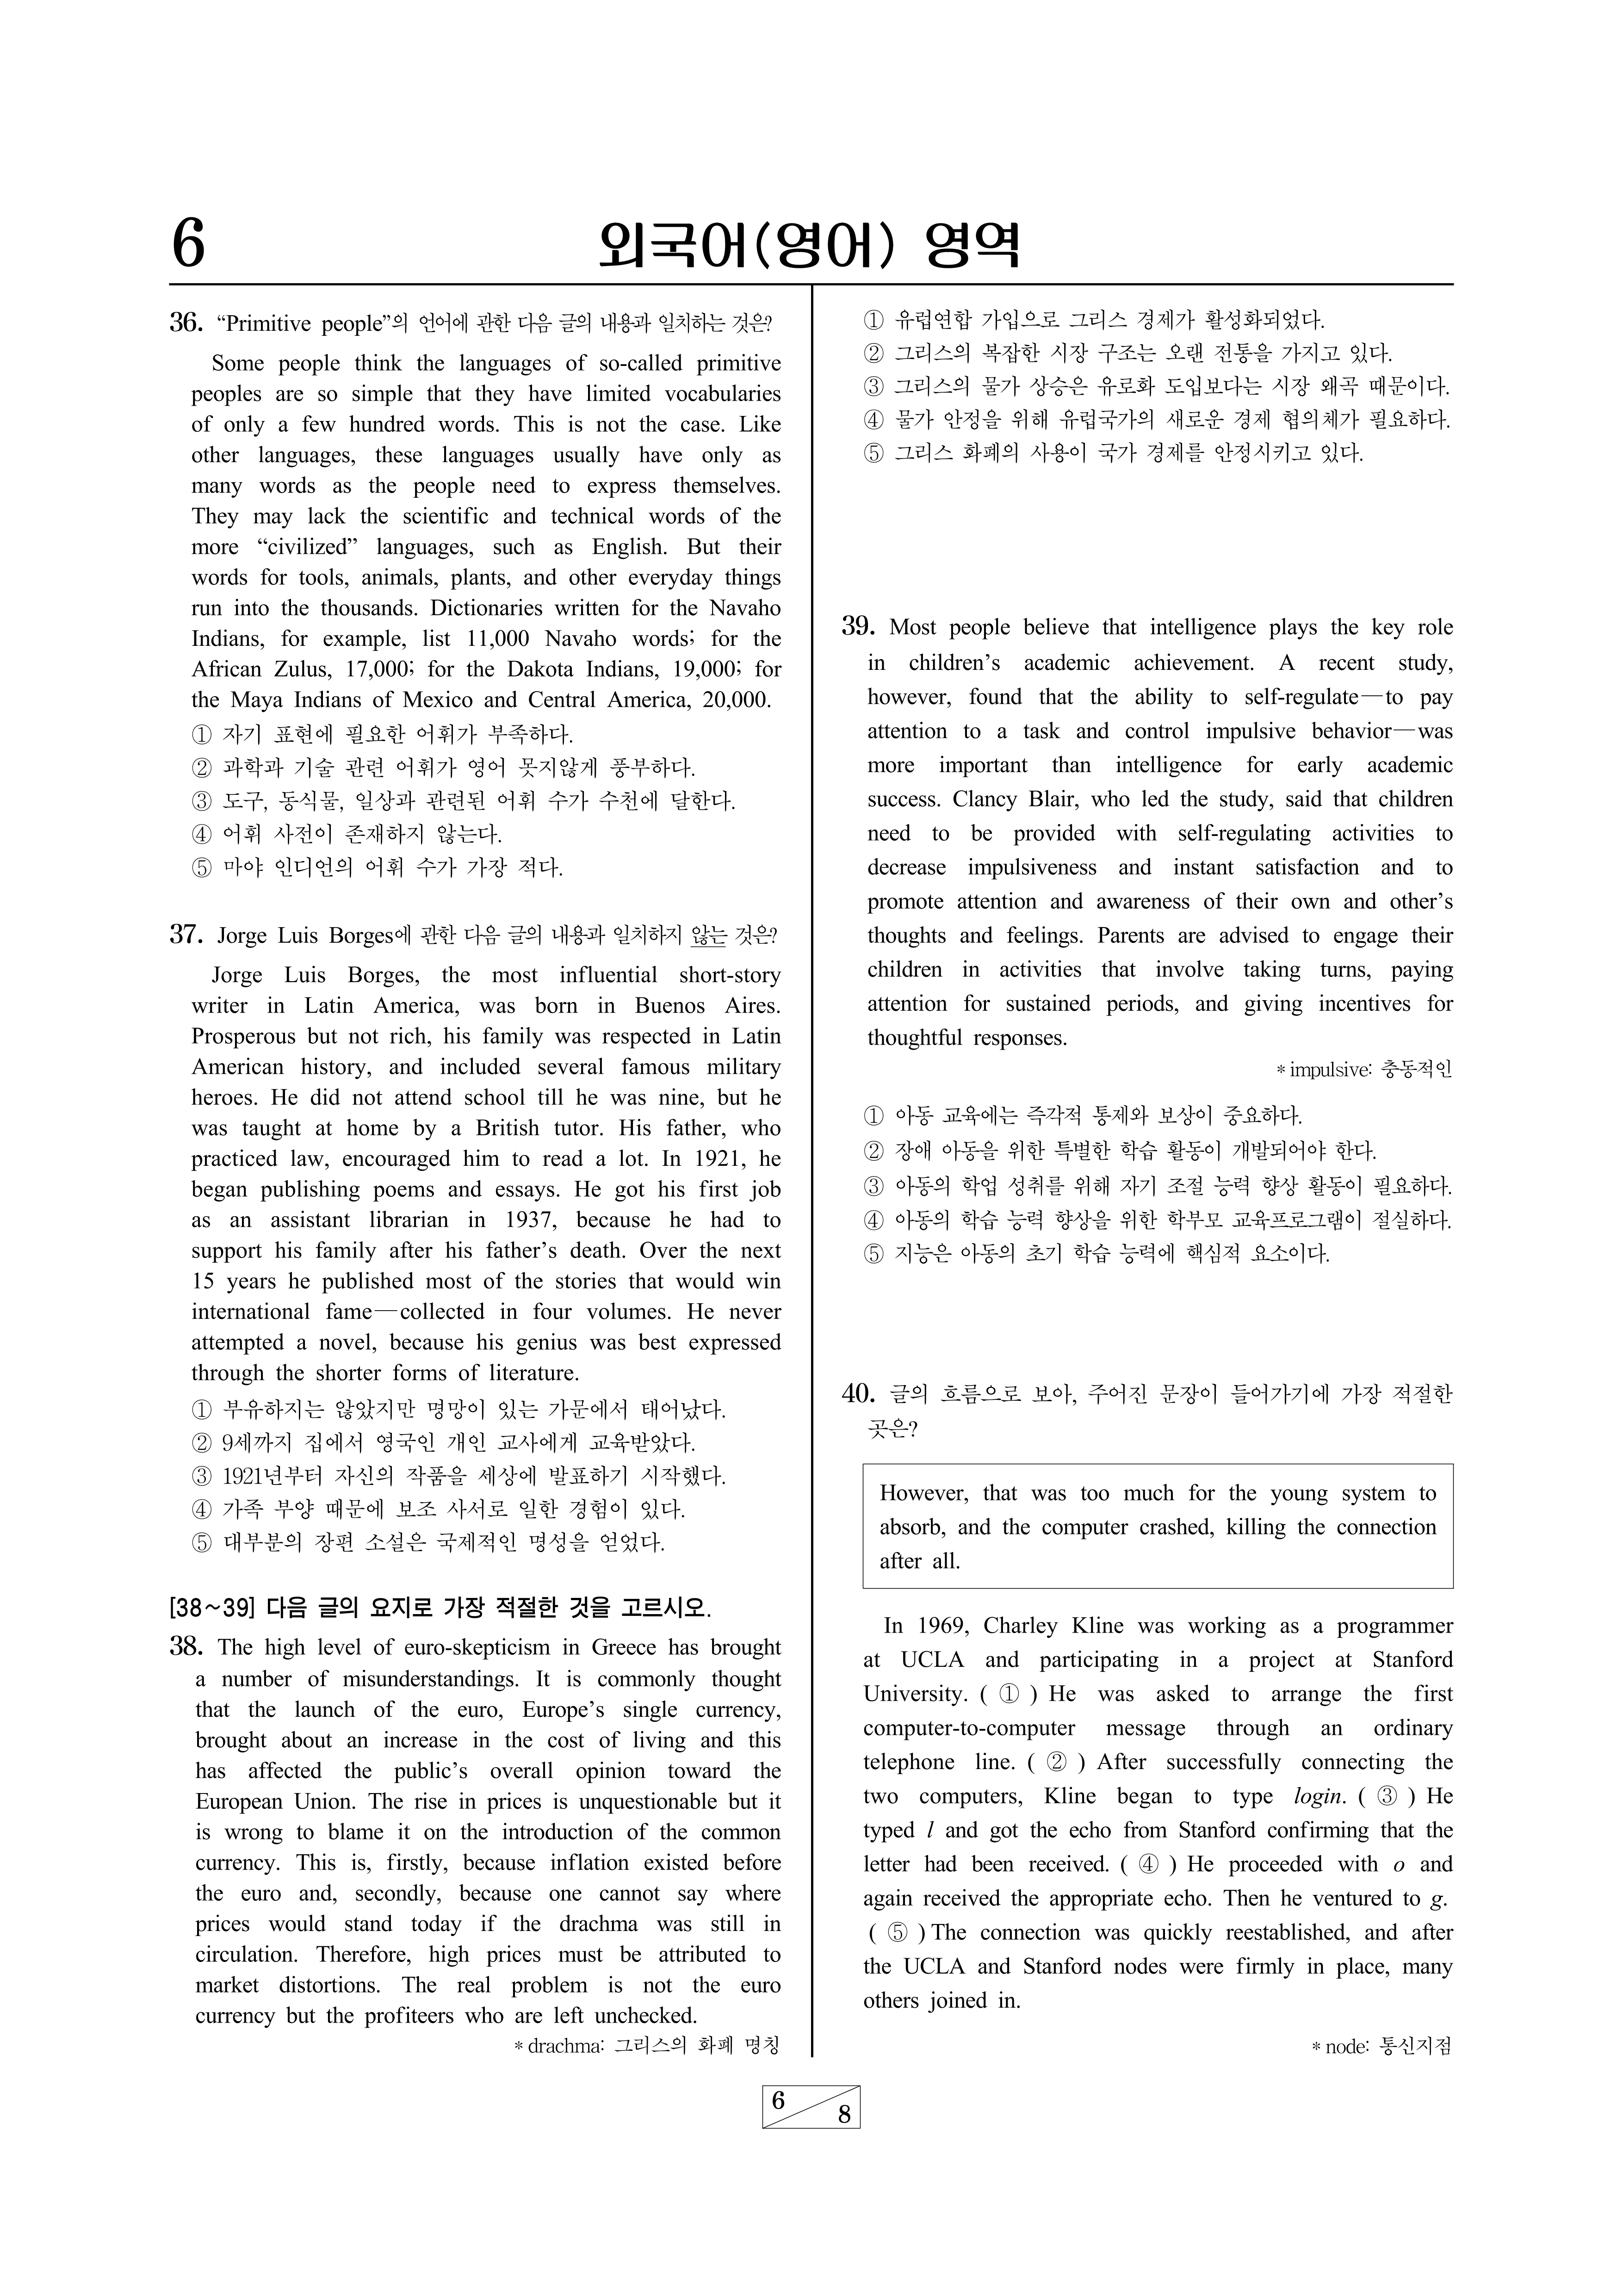 6
외국어(영어) 영역
36. “Primitive people”의 언어에 관한 다음 글의 내용과 일치하는 것은?
Some people think the languages of so-called primitive
peoples are so simple that they have limited vocabularies
of only a few hundred words. This is not the case. Like
other languages, these languages usually have only as
many words as the people need to express themselves.
They may lack the scientific and technical words of the
more “civilized” languages, such as English. But their
words for tools, animals, plants, and other everyday things
run into the thousands. Dictionaries written for the Navaho
Indians, for example, list 11,000 Navaho words; for the
African Zulus, 17,000; for the Dakota Indians, 19,000; for
the Maya Indians of Mexico and Central America, 20,000.
① 자기 표현에 필요한 어휘가 부족하다.
② 과학과 기술 관련 어휘가 영어 못지않게 풍부하다.
③ 도구, 동식물, 일상과 관련된 어휘 수가 수천에 달한다.
④ 어휘 사전이 존재하지 않는다.
⑤ 마야 인디언의 어휘 수가 가장 적다.
37. Jorge Luis Borges에 관한 다음 글의 내용과 일치하지 않는 것은?
Jorge Luis Borges, the most influential short-story
writer in Latin America, was born in Buenos Aires.
Prosperous but not rich, his family was respected in Latin
American history, and included several famous military
heroes. He did not attend school till he was nine, but he
was taught at home by a British tutor. His father, who
practiced law, encouraged him to read a lot. In 1921, he
began publishing poems and essays. He got his first job
as an assistant librarian in 1937, because he had to
support his family after his father’s death. Over the next
15 years he published most of the stories that would win
international fame―collected in four volumes. He never
attempted a novel, because his genius was best expressed
through the shorter forms of literature.
① 부유하지는 않았지만 명망이 있는 가문에서 태어났다.
② 9세까지 집에서 영국인 개인 교사에게 교육받았다.
③ 1921년부터 자신의 작품을 세상에 발표하기 시작했다.
④ 가족 부양 때문에 보조 사서로 일한 경험이 있다.
⑤ 대부분의 장편 소설은 국제적인 명성을 얻었다.
[38～39] 다음 글의 요지로 가장 적절한 것을 고르시오.
38. The high level of euro-skepticism in Greece has brought
a number of misunderstandings. It is commonly thought
that the launch of the euro, Europe’s single currency,
brought about an increase in the cost of living and this
has affected the public’s overall opinion toward the
European Union. The rise in prices is unquestionable but it
is wrong to blame it on the introduction of the common
currency. This is, firstly, because inflation existed before
the euro and, secondly, because one cannot say where
prices would stand today if the drachma was still in
circulation. Therefore, high prices must be attributed to
market distortions. The real problem is not the euro
currency but the profiteers who are left unchecked.
* drachma: 그리스의 화폐 명칭
① 유럽연합 가입으로 그리스 경제가 활성화되었다.
② 그리스의 복잡한 시장 구조는 오랜 전통을 가지고 있다.
③ 그리스의 물가 상승은 유로화 도입보다는 시장 왜곡 때문이다.
④ 물가 안정을 위해 유럽국가의 새로운 경제 협의체가 필요하다.
⑤ 그리스 화폐의 사용이 국가 경제를 안정시키고 있다.
39. Most people believe that intelligence plays the key role
in children’s academic achievement. A recent study,
however, found that the ability to self-regulate―to pay
attention to a task and control impulsive behavior―was
more important than intelligence for early academic
success. Clancy Blair, who led the study, said that children
need to be provided with self-regulating activities to
decrease impulsiveness and instant satisfaction and to
promote attention and awareness of their own and other’s
thoughts and feelings. Parents are advised to engage their
children in activities that involve taking turns, paying
attention for sustained periods, and giving incentives for
thoughtful responses.
* impulsive: 충동적인
① 아동 교육에는 즉각적 통제와 보상이 중요하다.
② 장애 아동을 위한 특별한 학습 활동이 개발되어야 한다.
③ 아동의 학업 성취를 위해 자기 조절 능력 향상 활동이 필요하다.
④ 아동의 학습 능력 향상을 위한 학부모 교육프로그램이 절실하다.
⑤ 지능은 아동의 초기 학습 능력에 핵심적 요소이다.
40. 글의 흐름으로 보아, 주어진 문장이 들어가기에 가장 적절한
곳은?
However, that was too much for the young system to
absorb, and the computer crashed, killing the connection
after all.
In 1969, Charley Kline was working as a programmer
at UCLA and participating in a project at Stanford
University. ( ① ) He was asked to arrange the first
computer-to-computer message through an ordinary
telephone line. ( ② ) After successfully connecting the
two computers, Kline began to type login. ( ③ ) He
typed l and got the echo from Stanford confirming that the
letter had been received. ( ④ ) He proceeded with o and
again received the appropriate echo. Then he ventured to g.
( ⑤ ) The connection was quickly reestablished, and after
the UCLA and Stanford nodes were firmly in place, many
others joined in.
* node: 통신지점
6
8